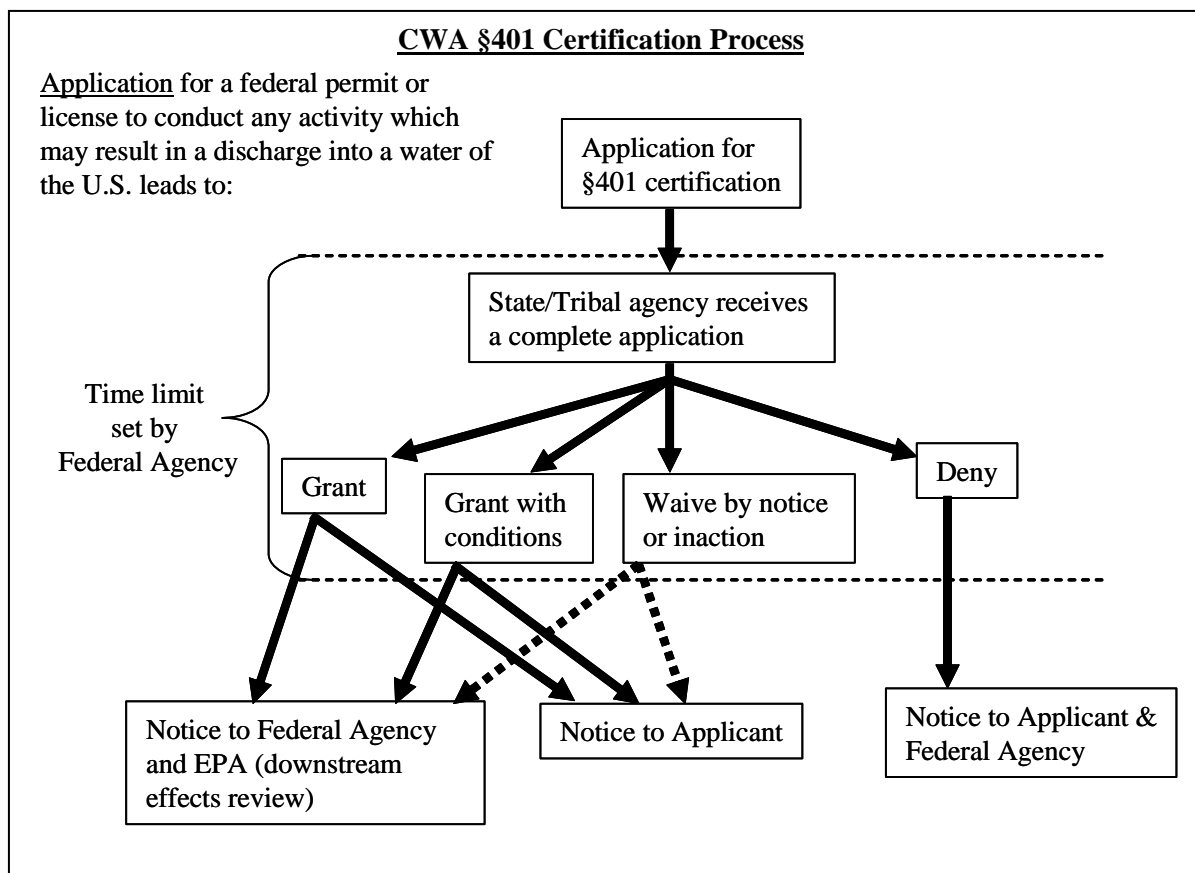 CWA §401 Certification Process
Application for a federal permit or
license to conduct any activity which
may result in a discharge into a water of
the U.S. leads to:
Application for
§401 certification
State/Tribal agency receives
a complete application
Time limit
set by
Federal Agency
Grant
Grant with
conditions
Waive by notice
or inaction
Deny
Notice to Federal Agency
and EPA (downstream
effects review)
Notice to Applicant
Notice to Applicant &
Federal Agency